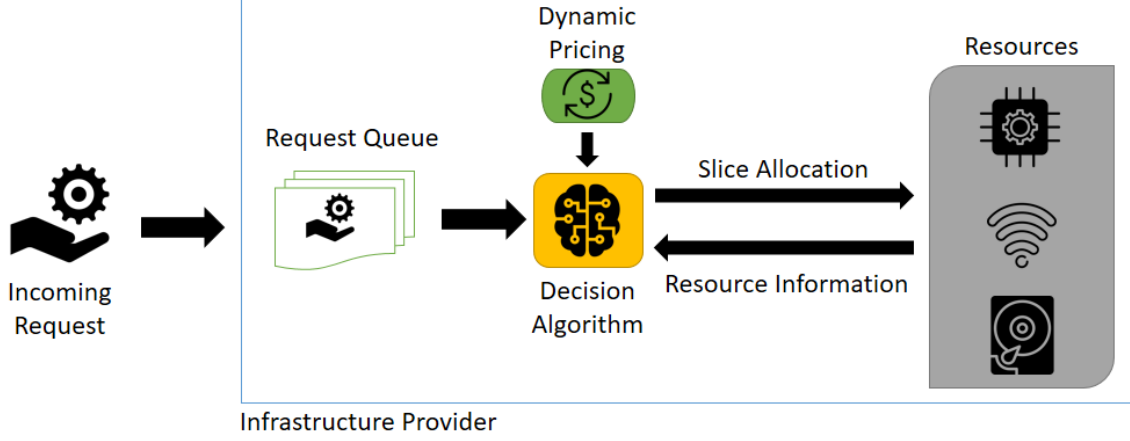 Dynamic
Pricing
$
Resources
Request Queue
Slice Allocation
Incoming
Request
Decision
Algorithm
Resource Information
Infrastructure Provider